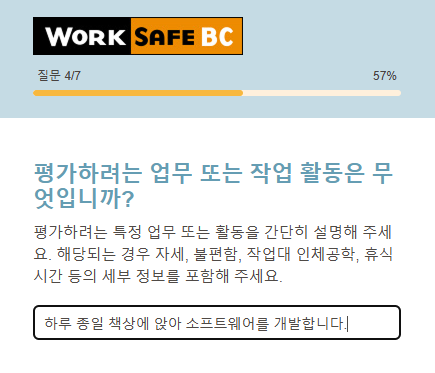 WORK SAFE BC
질문 4/7 57%
평가하려는 업무 또는 작업 활동은 무
엇입니까?
평가하려는 특정 업무 또는 활동을 간단히 설명해 주세
요. 해당되는 경우 자세, 불편함, 작업대 인체공학, 휴식
시간 등의 세부 정보를 포함해 주세요.
하루 종일 책상에 앉아 소프트웨어를 개발합니다.